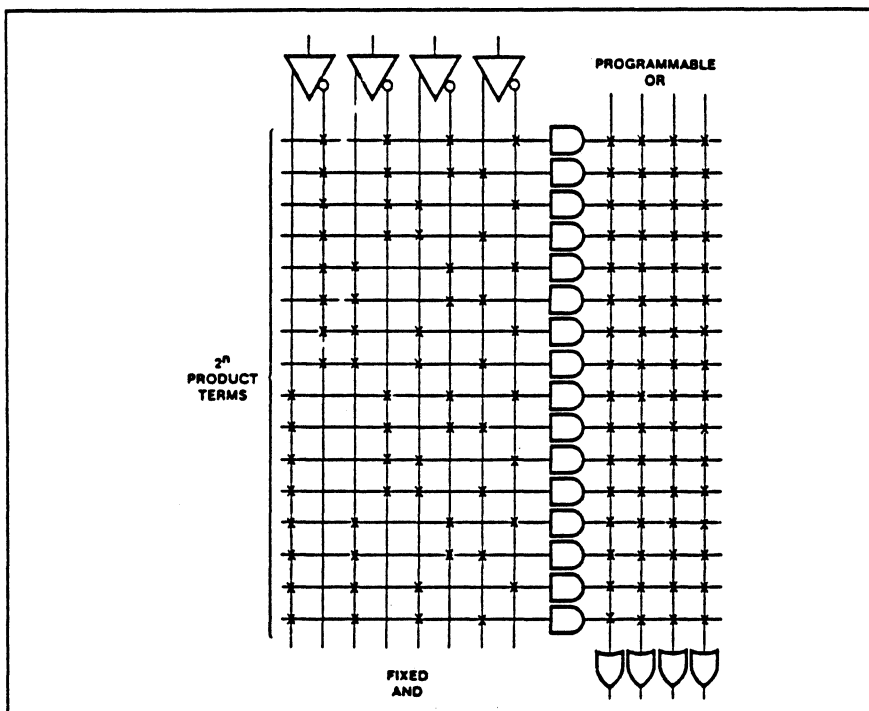 PROGRAMMABLE
OR
2ⁿ
PRODUCT
TERMS
FIXED
AND